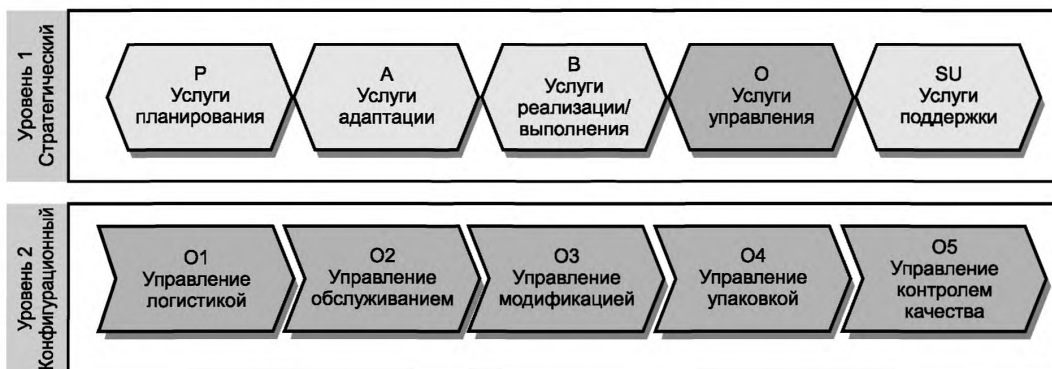 Уровень 1
Стратегический
P
Услуги
планирования
A
Услуги
адаптации
B
Услуги
реализации/
выполнения
O
Услуги
управления
SU
Услуги
поддержки
Уровень 2
Конфигурационный
O1
Управление
логистикой
O2
Управление
обслуживанием
O3
Управление
модификацией
O4
Управление
упаковкой
O5
Управление
контролем
качества